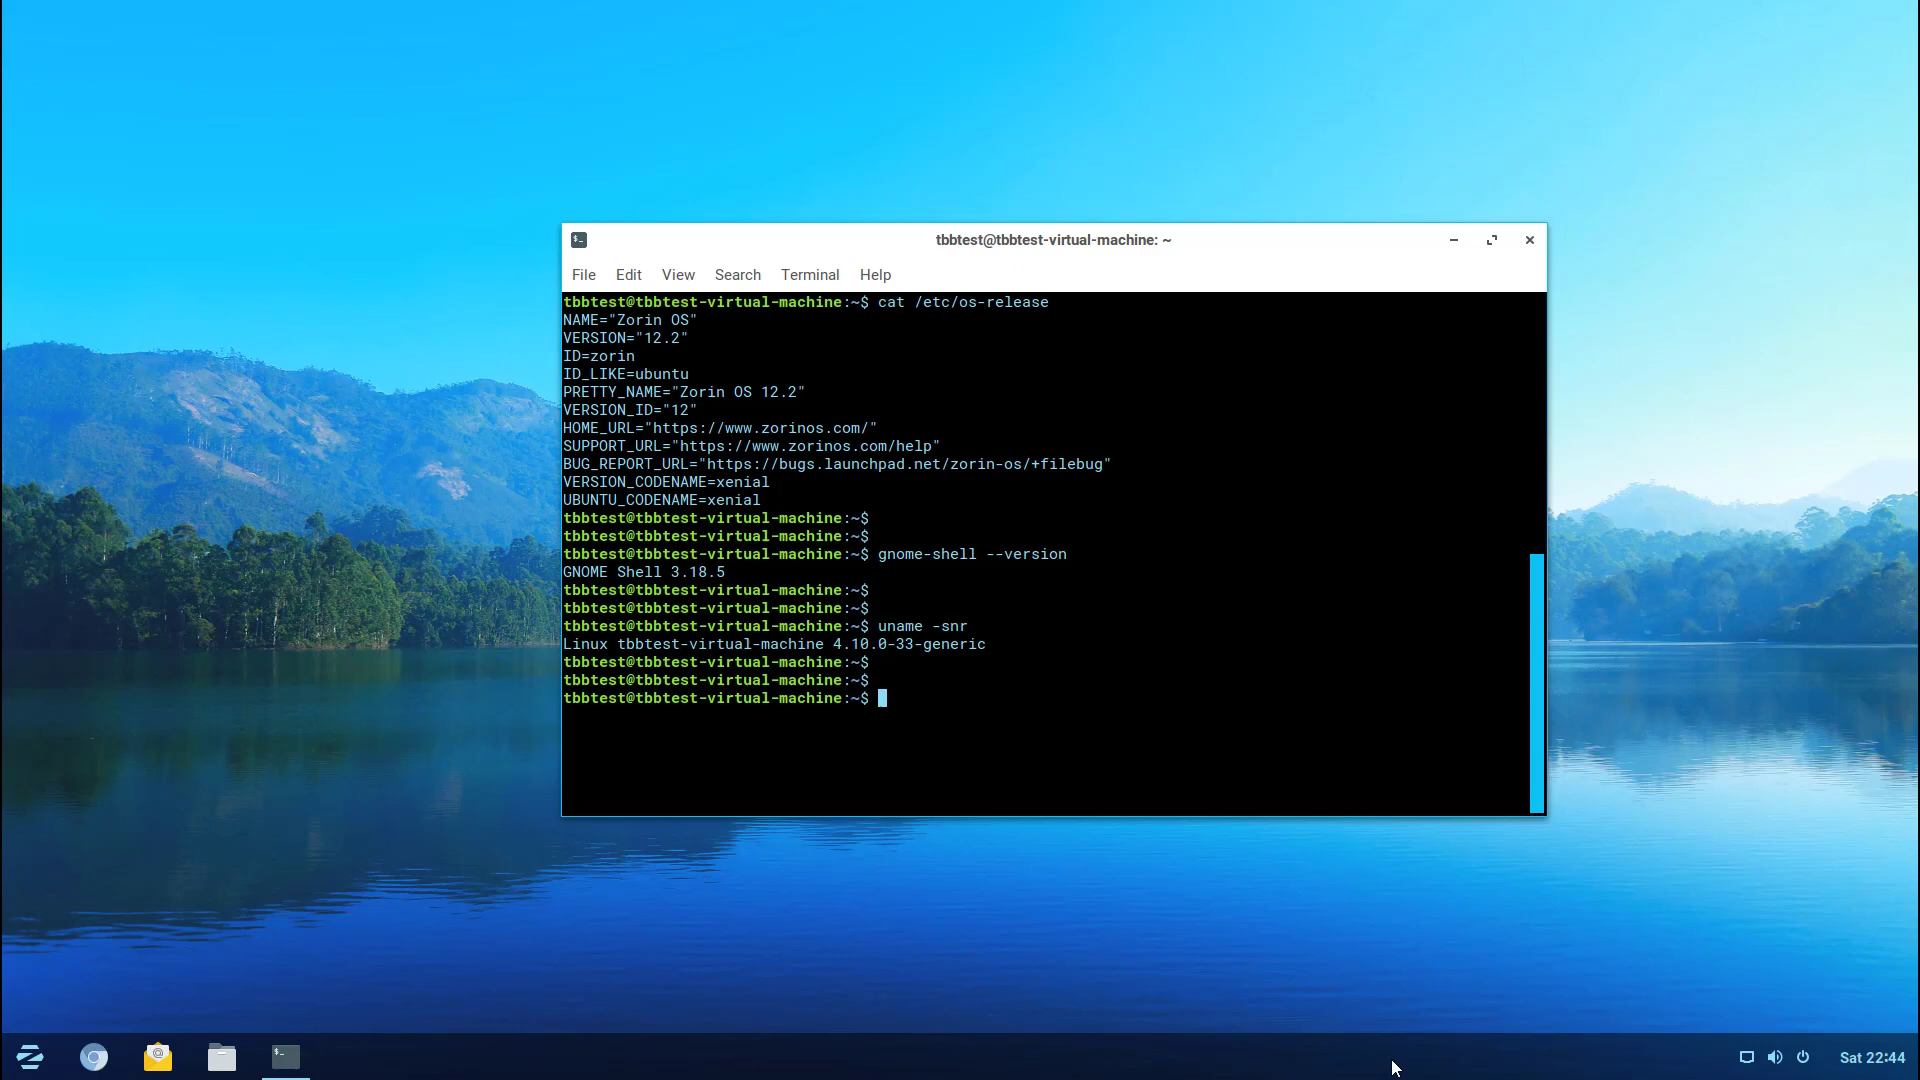 tbbtest@tbbtest-virtual-machine: ~
File Edit View Search Terminal Help
tbbtest@tbbtest-virtual-machine:~$ cat /etc/os-release
NAME="Zorin OS"
VERSION="12.2"
ID=zorin
ID_LIKE=ubuntu
PRETTY_NAME="Zorin OS 12.2"
VERSION_ID="12"
HOME_URL="https://www.zorinos.com/"
SUPPORT_URL="https://www.zorinos.com/help"
BUG_REPORT_URL="https://bugs.launchpad.net/zorin-os/+filebug"
VERSION_CODENAME=xenial
UBUNTU_CODENAME=xenial
tbbtest@tbbtest-virtual-machine:~$
tbbtest@tbbtest-virtual-machine:~$
tbbtest@tbbtest-virtual-machine:~$ gnome-shell --version
GNOME Shell 3.18.5
tbbtest@tbbtest-virtual-machine:~$
tbbtest@tbbtest-virtual-machine:~$
tbbtest@tbbtest-virtual-machine:~$ uname -snr
Linux tbbtest-virtual-machine 4.10.0-33-generic
tbbtest@tbbtest-virtual-machine:~$
tbbtest@tbbtest-virtual-machine:~$
tbbtest@tbbtest-virtual-machine:~$
Sat 22:44